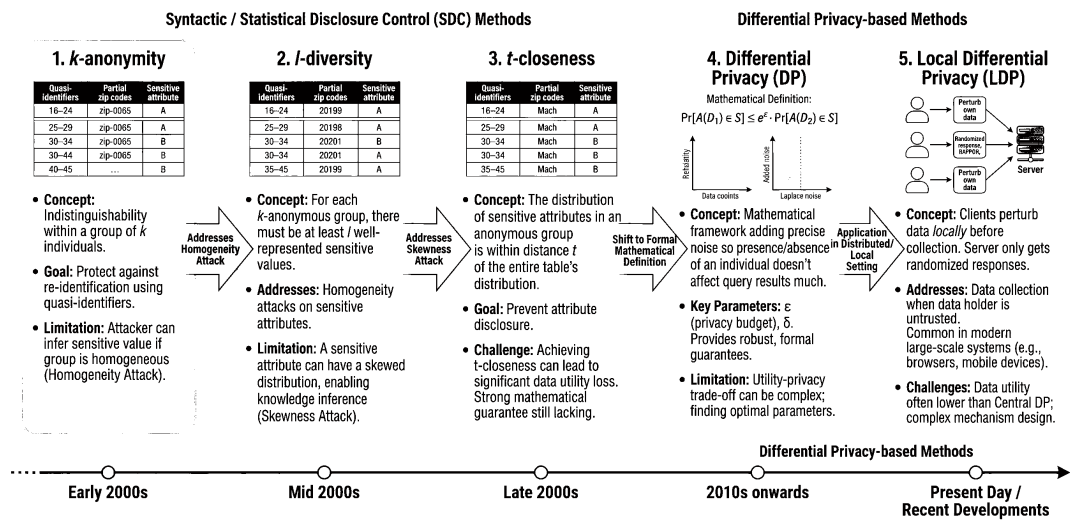 Syntactic / Statistical Disclosure Control (SDC) Methods
Differential Privacy-based Methods
1. k-anonymity
Quasi-identifiers Partial zip codes Sensitive attribute
16–24 zip-0065 A
25–29 zip-0065 A
30–34 zip-0065 B
30–44 zip-0065 B
40–45 ... B
• Concept:
Indistinguishability
within a group of k
individuals.
• Goal: Protect against
re-identification using
quasi-identifiers.
• Limitation: Attacker can
infer sensitive value if
group is homogeneous
(Homogeneity Attack).
Addresses
Homogeneity
Attack
2. l-diversity
Quasi-identifiers Partial zip codes Sensitive attribute
16–24 20199 A
25–29 20198 A
30–34 20201 B
30–34 20201 A
35–45 20199 A
• Concept: For each
k-anonymous group, there
must be at least l well-
represented sensitive
values.
• Addresses: Homogeneity
attacks on sensitive
attributes.
• Limitation: A sensitive
attribute can have a skewed
distribution, enabling
knowledge inference
(Skewness Attack).
Addresses
Skewness
Attack
3. t-closeness
Quasi-identifiers Partial zip codes Sensitive attribute
16–24 Mach A
25–29 Mach A
30–34 Mach B
30–34 Mach A
35–45 Mach B
• Concept: The distribution
of sensitive attributes in an
anonymous group
is within distance t
of the entire table's
distribution.
• Goal: Prevent attribute
disclosure.
• Challenge: Achieving
t-closeness can lead to
significant data utility loss.
Strong mathematical
guarantee still lacking.
Shift to Formal
Mathematical
Definition
4. Differential
Privacy (DP)
Mathematical Definition:
Pr[A(D₁) ∈ S] ≤ eᵋ · Pr[A(D₂) ∈ S]
Data cooints
Added noise
Laplace noise
• Concept: Mathematical
framework adding precise
noise so presence/absence
of an individual doesn't
affect query results much.
• Key Parameters: ε
(privacy budget), δ.
Provides robust, formal
guarantees.
• Limitation: Utility-privacy
trade-off can be complex;
finding optimal parameters.
Application
in Distributed/
Local
Setting
5. Local Differential
Privacy (LDP)
Perturb
own
data
Randomized
response,
RAPPOR,
Perturb
own
data
Server
• Concept: Clients perturb
data locally before
collection. Server only gets
randomized responses.
• Addresses: Data collection
when data holder is
untrusted.
Common in modern
large-scale systems (e.g.,
browsers, mobile devices).
• Challenges: Data utility
often lower than Central DP;
complex mechanism design.
Differential Privacy-based Methods
Early 2000s
Mid 2000s
Late 2000s
2010s onwards
Present Day /
Recent Developments